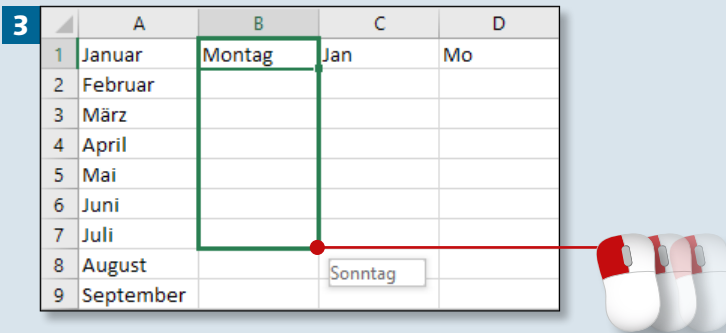 3
A B C D
1 Januar Montag Jan Mo
2 Februar
3 März
4 April
5 Mai
6 Juni
7 Juli
8 August Sonntag
9 September